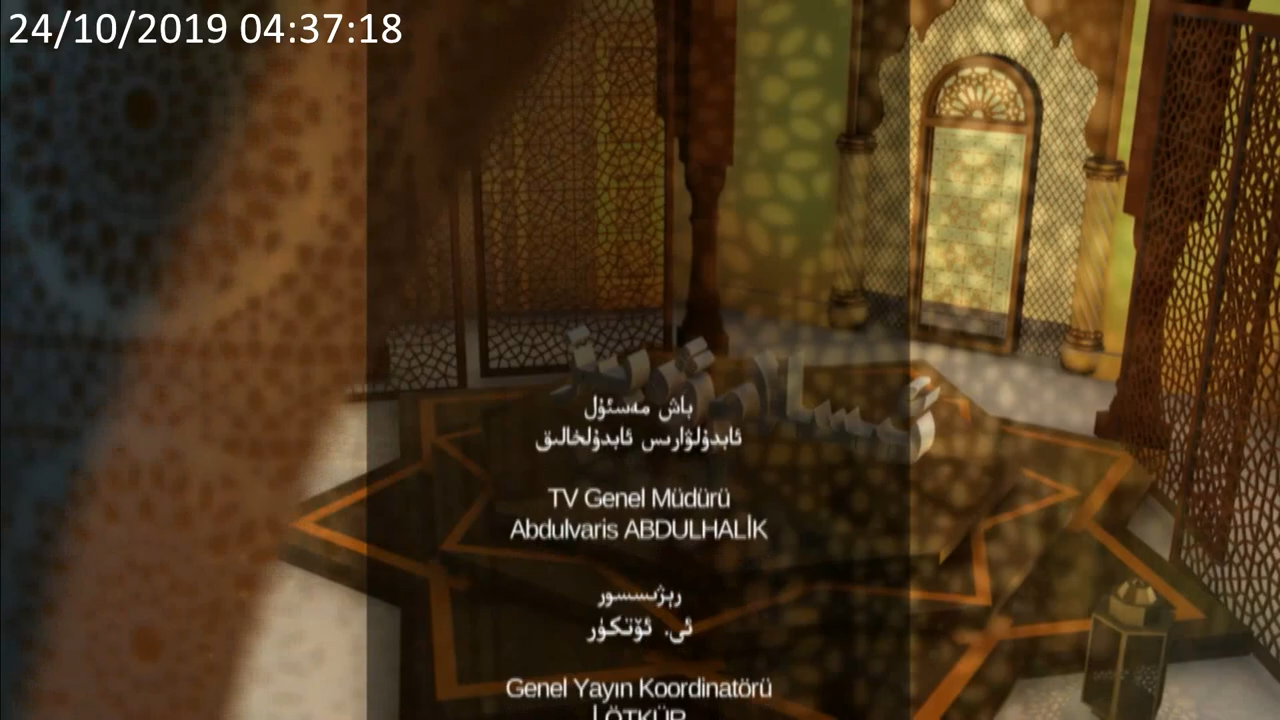 24/10/2019 04:37:18
باش مەسئۇل
ئابدۇلۋارىس ئابدۇلخالىق
TV Genel Müdürü
Abdulvaris ABDULHALİK
رېژىسسور
ئى. ئۆتكۈر
Genel Yayın Koordinatörü
İ.ÖTKÜR